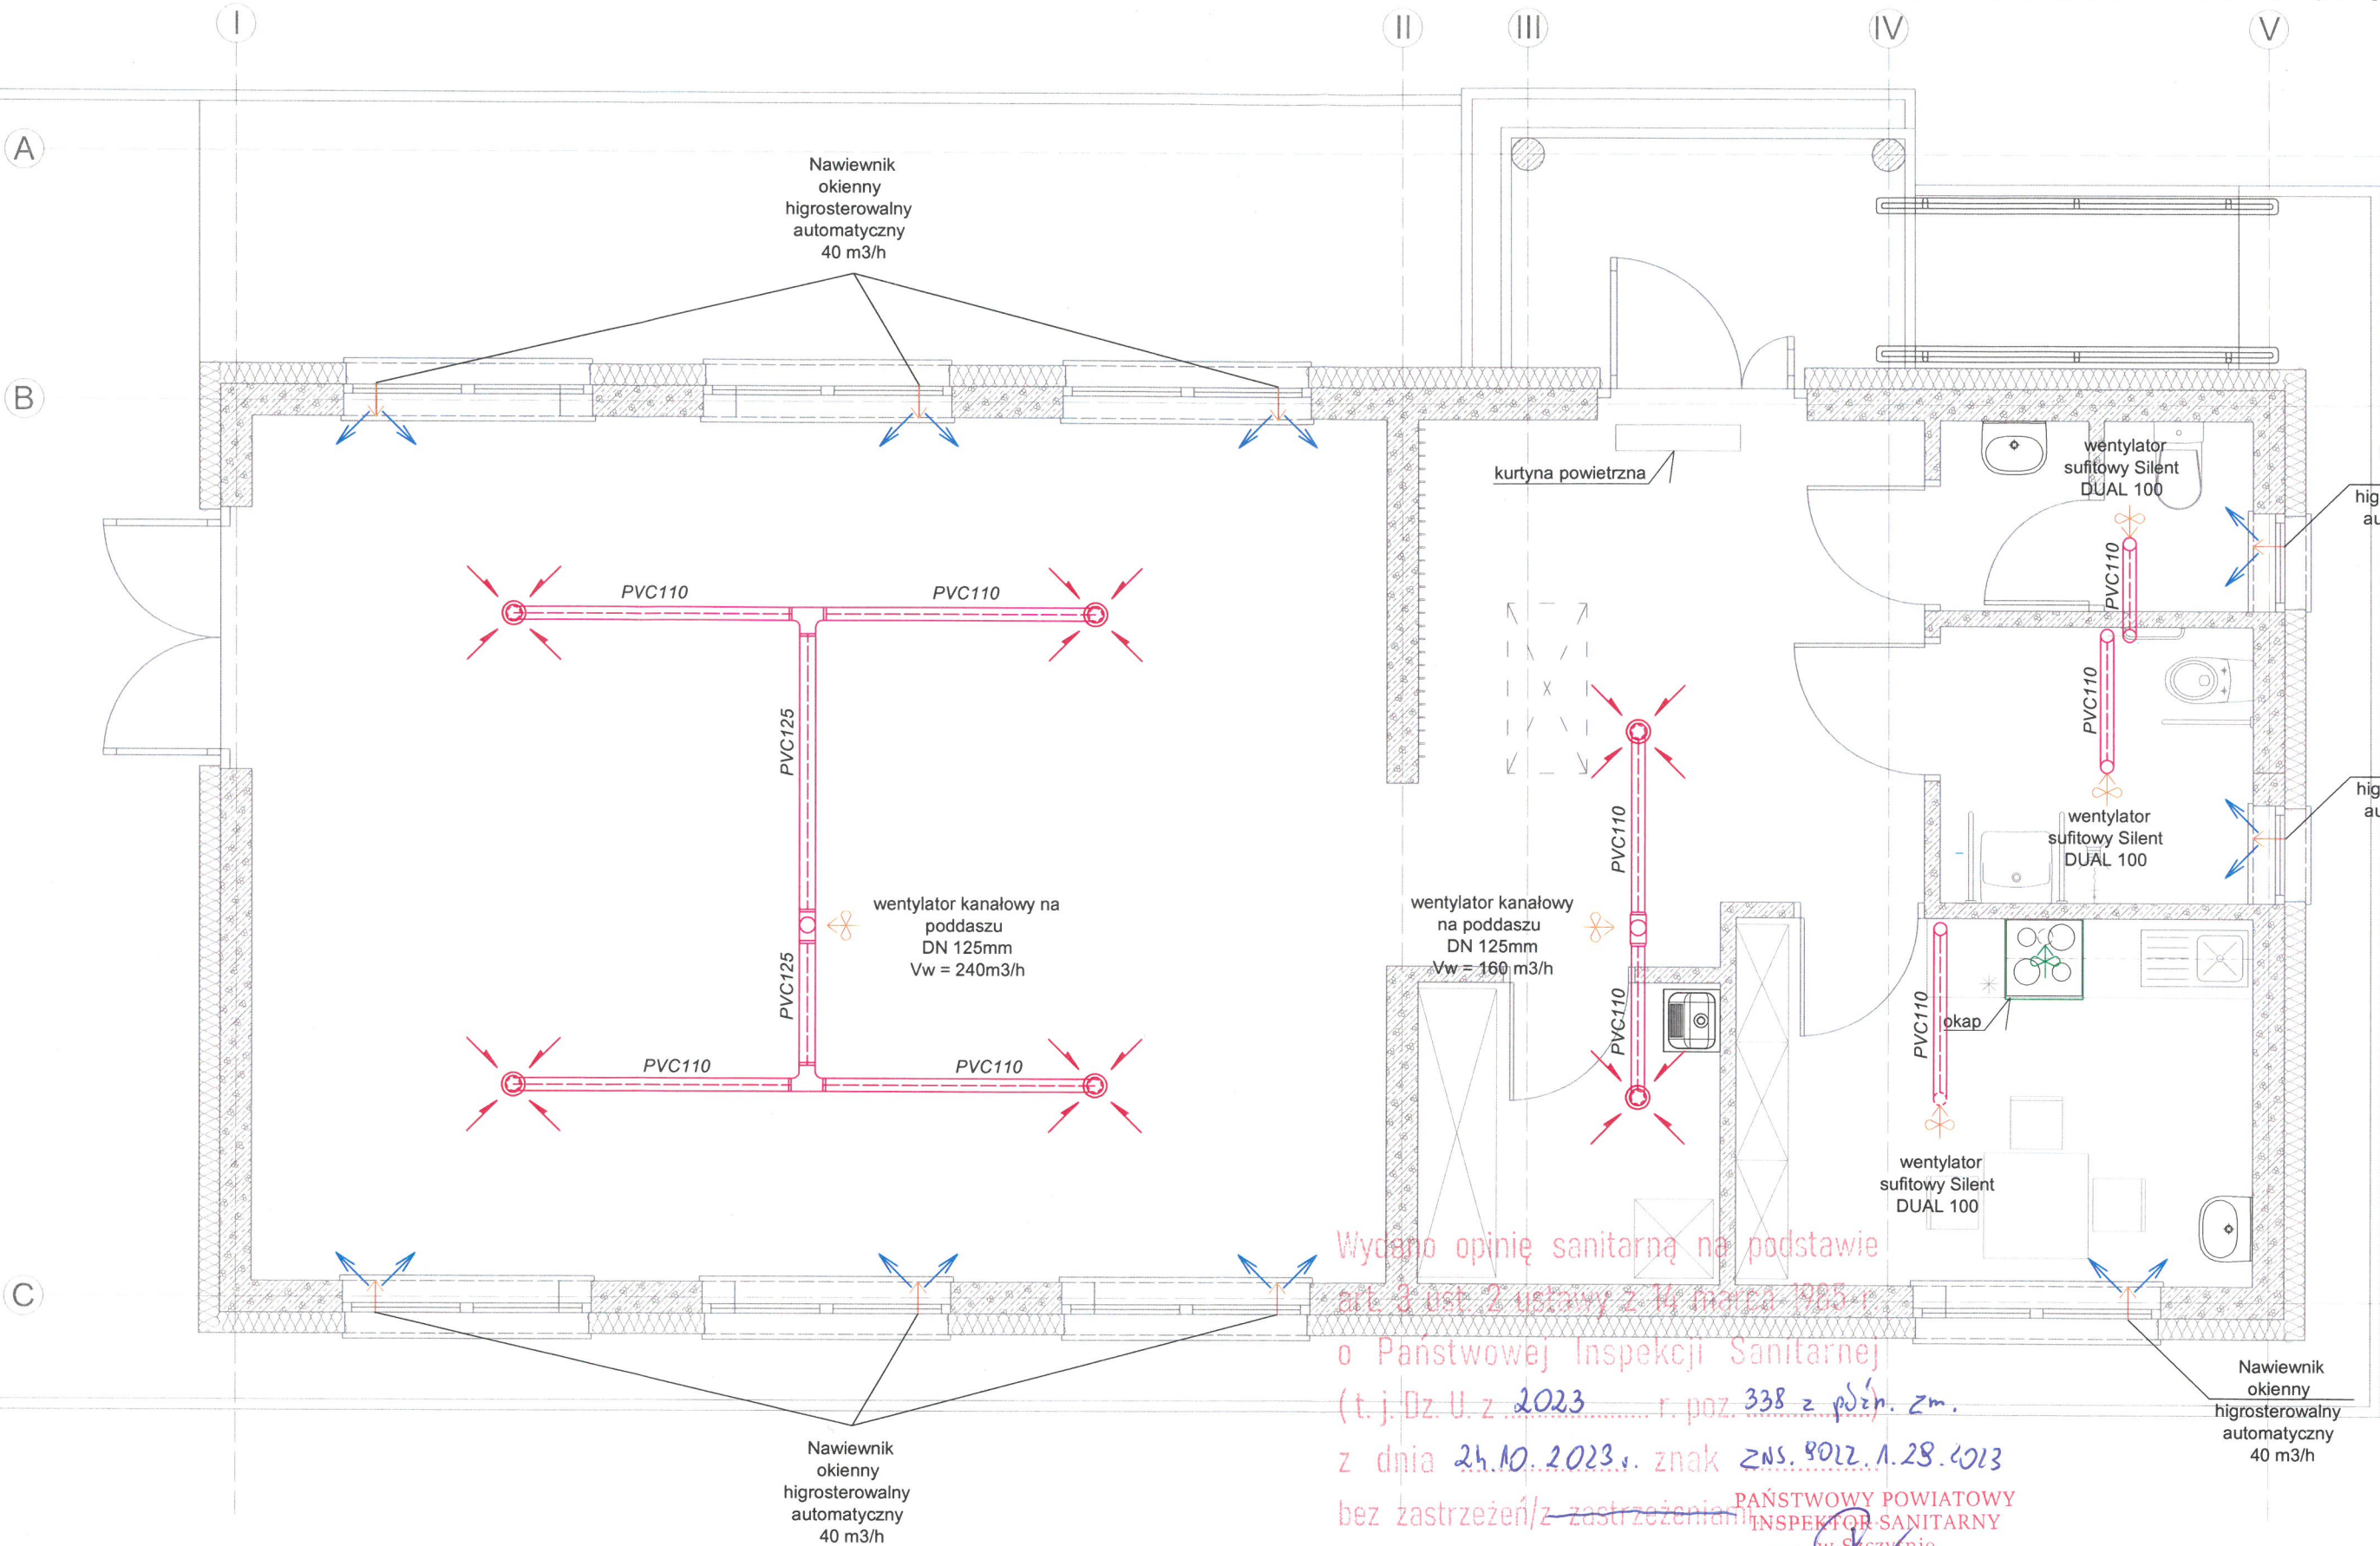 I
II
III
IV
V
A
Nawiewnik
okienny
higrosterowalny
automatyczny
40 m3/h
B
kurtyna powietrzna
wentylator
sufitowy Silent
DUAL 100
hig
au
PVC110
PVC110
PVC110
PVC110
PVC125
PVC110
hig
au
wentylator
sufitowy Silent
DUAL 100
wentylator kanałowy na
poddaszu
DN 125mm
Vw = 240m3/h
wentylator kanałowy
na poddaszu
DN 125mm
Vw = 160 m3/h
PVC125
PVC110
PVC110
okap
PVC110
PVC110
wentylator
sufitowy Silent
DUAL 100
C
Wydano opinię sanitarną na podstawie
art. 3 ust. 2 ustawy z 14 marca 1985 r.
o Państwowej Inspekcji Sanitarnej
(t. j. Dz. U. z 2023 r. poz. 338 z późn. zm.)
z dnia 24.10.2023 r. znak ZNS.9022.1.29.2023
bez zastrzeżeń/z zastrzeżeniami
PAŃSTWOWY POWIATOWY
INSPEKTOR SANITARNY
Nawiewnik
okienny
higrosterowalny
automatyczny
40 m3/h
Nawiewnik
okienny
higrosterowalny
automatyczny
40 m3/h